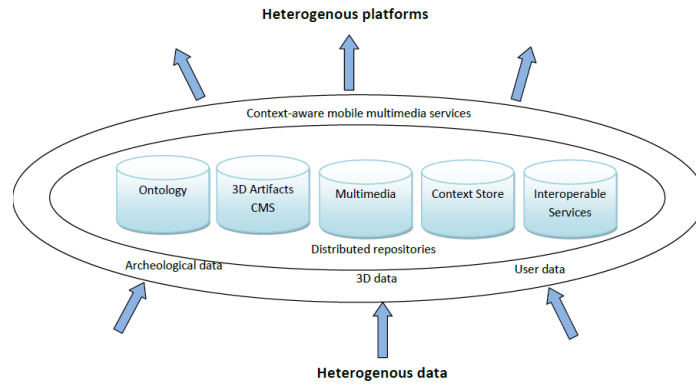 Heterogenous platforms
Context-aware mobile multimedia services
Ontology
3D Artifacts
CMS
Multimedia
Context Store
Interoperable
Services
Distributed repositories
Archeological data
3D data
User data
Heterogenous data